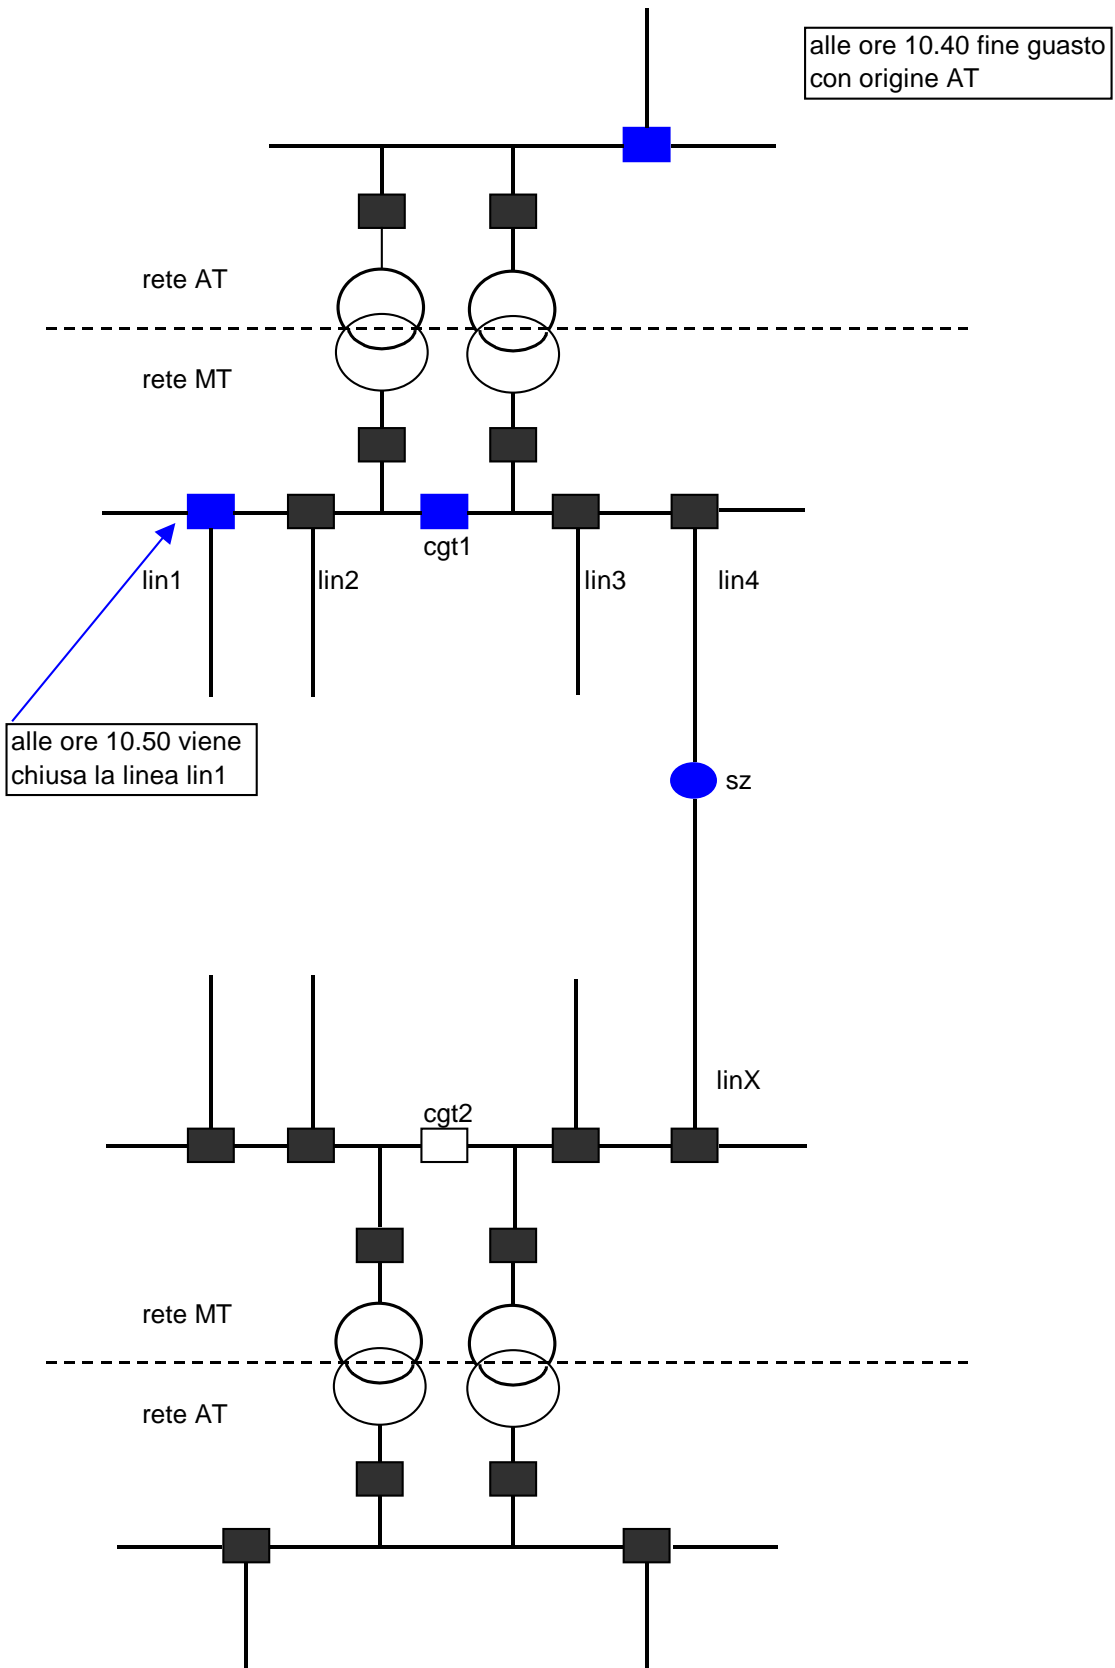 alle ore 10.40 fine guasto
con origine AT
rete AT
rete MT
cgt1
lin1
lin2
lin3
lin4
alle ore 10.50 viene
chiusa la linea lin1
sz
linX
cgt2
rete MT
rete AT